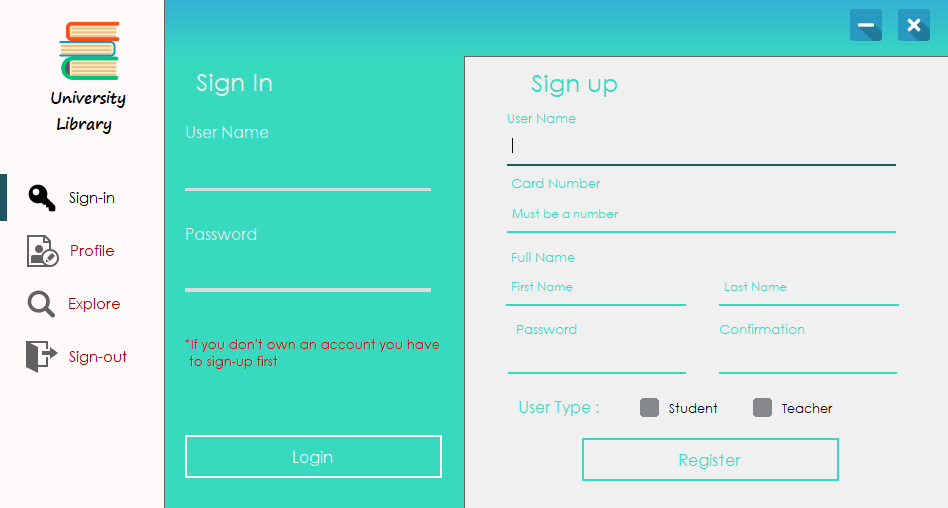 University
Library
Sign-in
Profile
Explore
Sign-out
Sign In
User Name
Password
*If you don't own an account you have
to sign-up first
Login
Sign up
User Name
Card Number
Must be a number
Full Name
First Name
Last Name
Password
Confirmation
User Type :
Student
Teacher
Register